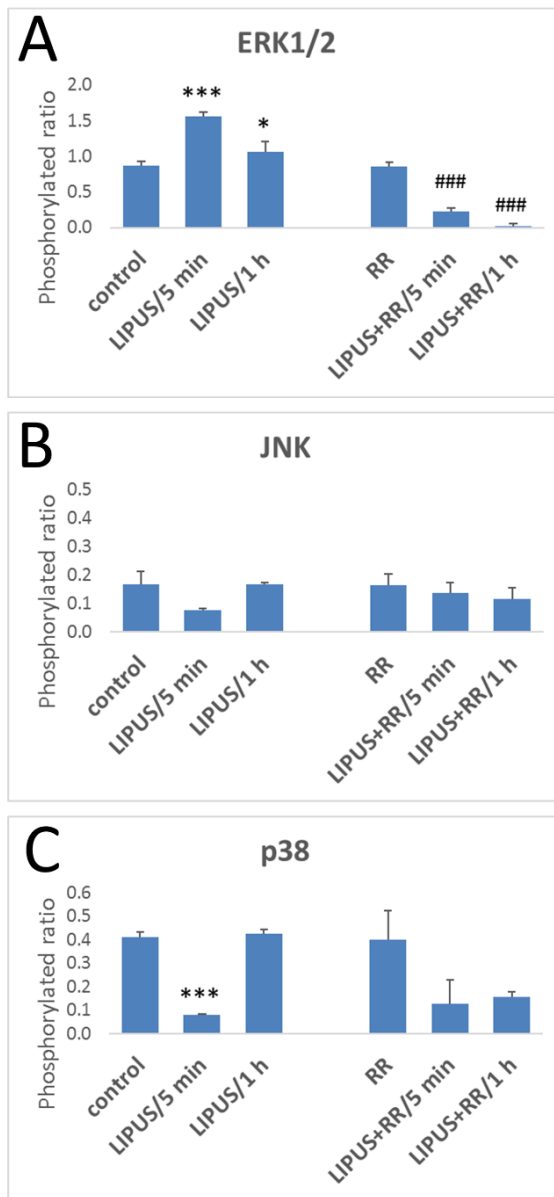 A
ERK1/2
Phosphorylated ratio
2.0
1.5
1.0
0.5
0.0
***
*
###
###
control
LIPUS/5 min
LIPUS/1 h
RR
LIPUS+RR/5 min
LIPUS+RR/1 h
B
JNK
Phosphorylated ratio
0.5
0.4
0.3
0.2
0.1
0.0
control
LIPUS/5 min
LIPUS/1 h
RR
LIPUS+RR/5 min
LIPUS+RR/1 h
C
p38
Phosphorylated ratio
0.6
0.5
0.4
0.3
0.2
0.1
0.0
***
control
LIPUS/5 min
LIPUS/1 h
RR
LIPUS+RR/5 min
LIPUS+RR/1 h